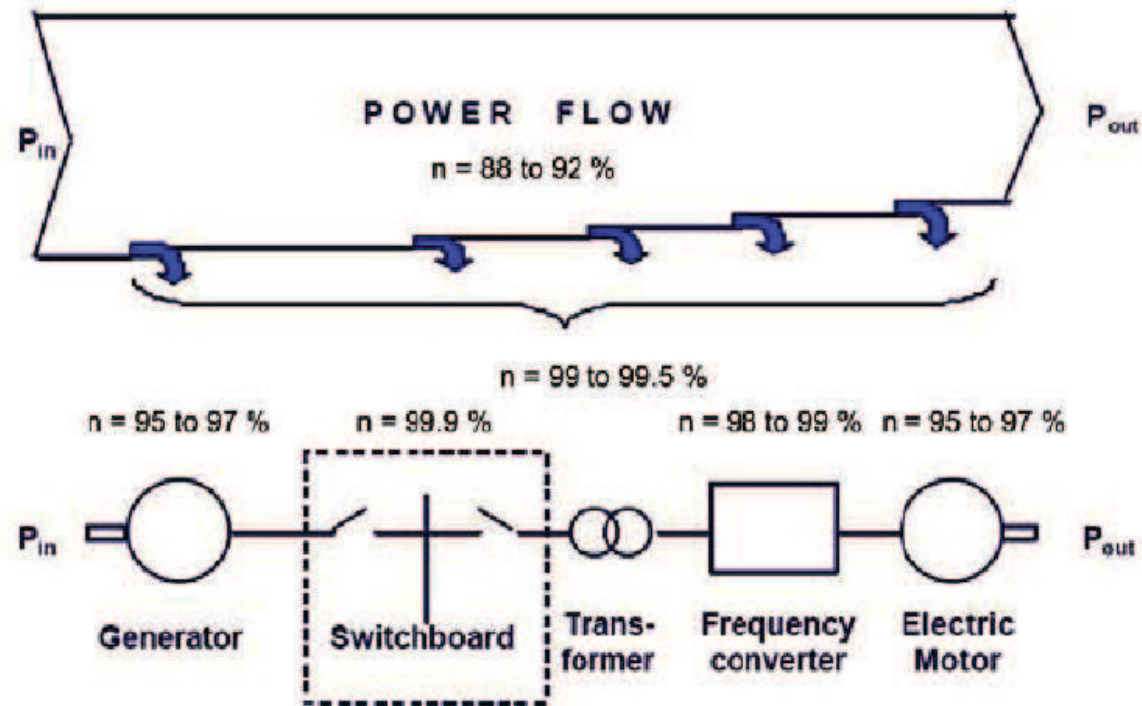 POWER FLOW
P_in
P_out
n = 88 to 92 %
n = 99 to 99.5 %
n = 95 to 97 %
n = 99.9 %
n = 98 to 99 %
n = 95 to 97 %
P_in
P_out
Generator
Switchboard
Trans-
former
Frequency
converter
Electric
Motor